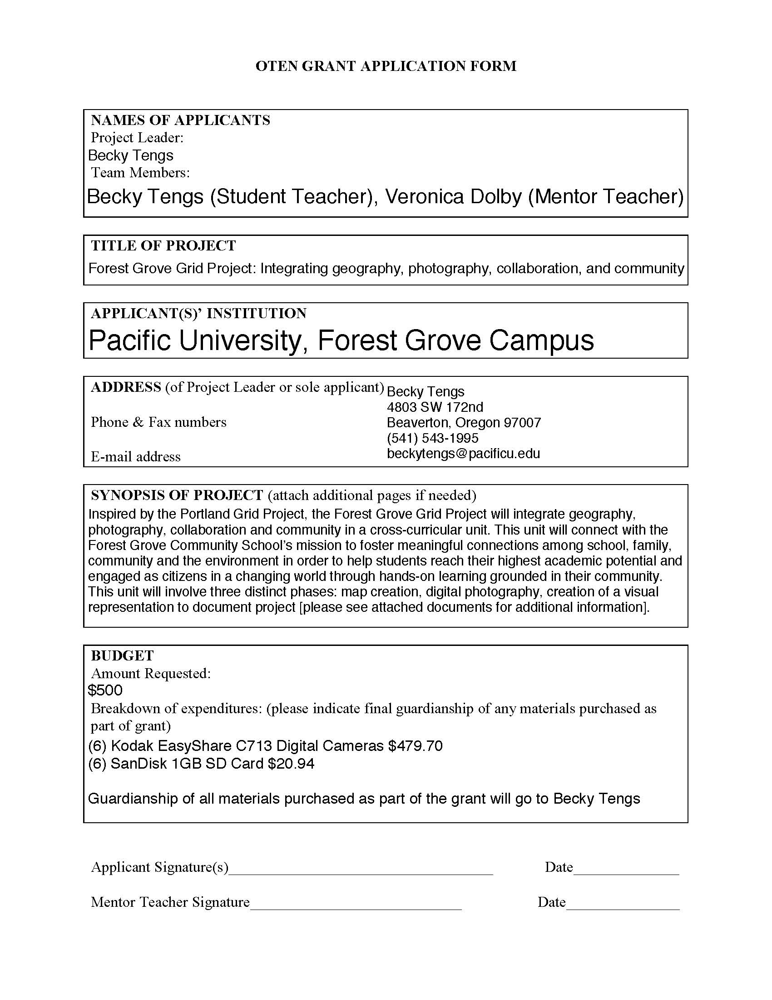 OTEN GRANT APPLICATION FORM
NAMES OF APPLICANTS
Project Leader:
Becky Tengs
Team Members:
Becky Tengs (Student Teacher), Veronica Dolby (Mentor Teacher)
TITLE OF PROJECT
Forest Grove Grid Project: Integrating geography, photography, collaboration, and community
APPLICANT(S)’ INSTITUTION
Pacific University, Forest Grove Campus
ADDRESS (of Project Leader or sole applicant)
Becky Tengs
4803 SW 172nd
Phone & Fax numbers
Beaverton, Oregon 97007
(541) 543-1995
E-mail address
beckytengs@pacificu.edu
SYNOPSIS OF PROJECT (attach additional pages if needed)
Inspired by the Portland Grid Project, the Forest Grove Grid Project will integrate geography,
photography, collaboration and community in a cross-curricular unit. This unit will connect with the
Forest Grove Community School’s mission to foster meaningful connections among school, family,
community and the environment in order to help students reach their highest academic potential and
engaged as citizens in a changing world through hands-on learning grounded in their community.
This unit will involve three distinct phases: map creation, digital photography, creation of a visual
representation to document project [please see attached documents for additional information].
BUDGET
Amount Requested:
$500
Breakdown of expenditures: (please indicate final guardianship of any materials purchased as
part of grant)
(6) Kodak EasyShare C713 Digital Cameras $479.70
(6) SanDisk 1GB SD Card $20.94
Guardianship of all materials purchased as part of the grant will go to Becky Tengs
Applicant Signature(s)____________________ Date________
Mentor Teacher Signature________________ Date________